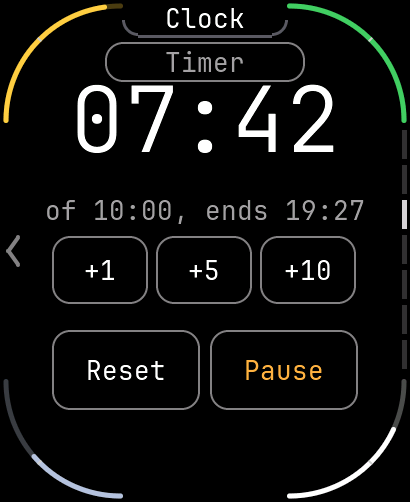 Clock
Timer
07:42
of 10:00, ends 19:27
+1 +5 +10
Reset Pause